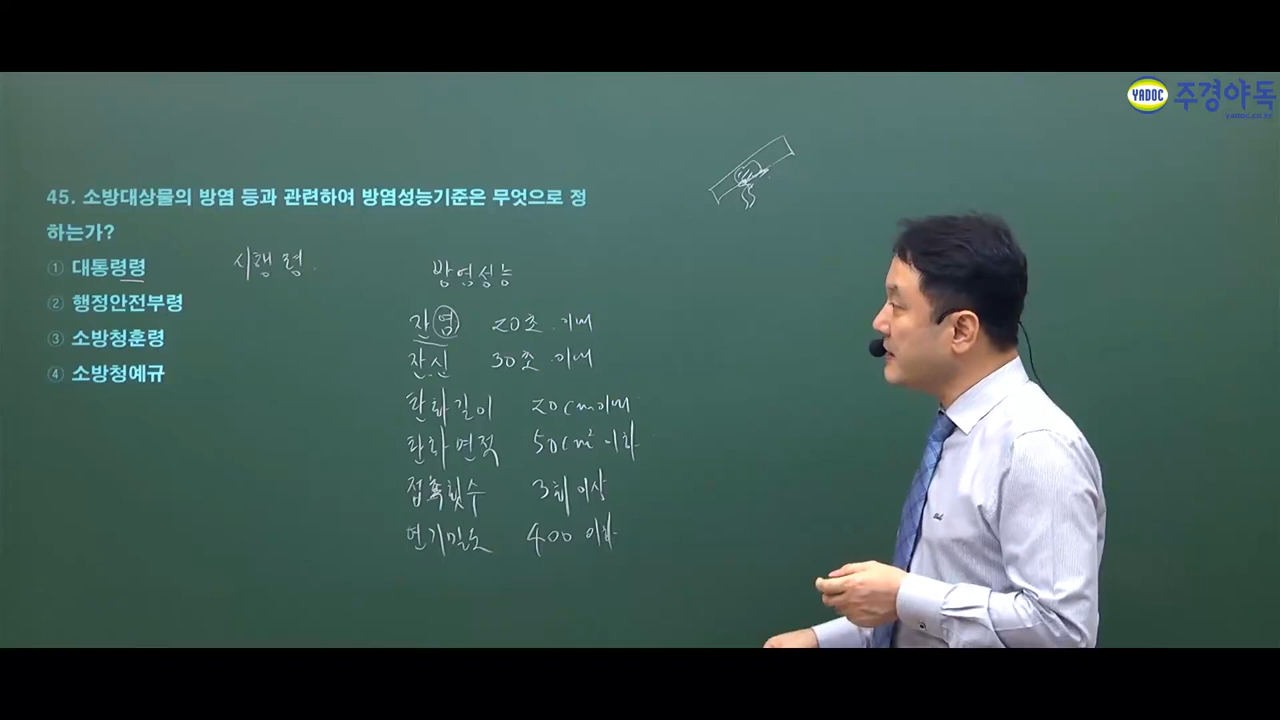 YADOC 주경야독
yadoc.co.kr
45. 소방대상물의 방염 등과 관련하여 방염성능기준은 무엇으로 정
하는가?
① 대통령령 시행령.
② 행정안전부령
③ 소방청훈령
④ 소방청예규
방염성능
잔염 20초 이내
잔신 30초 이내
탄화길이 20cm이내
탄화면적 50cm² 이하
접염횟수 3회 이상
연기밀도 400 이하